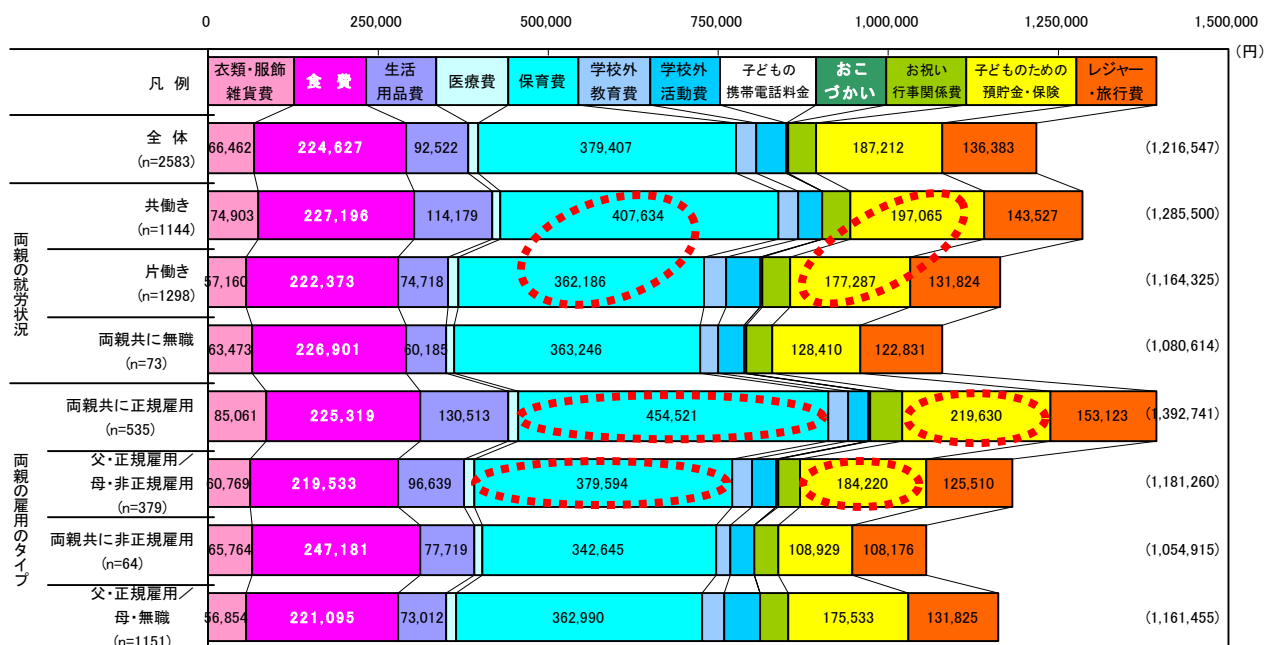 0 250,000 500,000 750,000 1,000,000 1,250,000 1,500,000
(円)
凡 例
衣類・服飾雑貨費
食 費
生活用品費
医療費
保育費
学校外教育費
学校外活動費
子どもの携帯電話料金
おこづかい
お祝い行事関係費
子どものための預貯金・保険
レジャー・旅行費
全 体
(n=2583)
66,462 224,627 92,522 379,407 187,212 136,383 (1,216,547)
両親の就労状況
共働き
(n=1144)
74,903 227,196 114,179 407,634 197,065 143,527 (1,285,500)
片働き
(n=1298)
57,160 222,373 74,718 362,186 177,287 131,824 (1,164,325)
両親共に無職
(n=73)
63,473 226,901 60,185 363,246 128,410 122,831 (1,080,614)
両親の雇用のタイプ
両親共に正規雇用
(n=535)
85,061 225,319 130,513 454,521 219,630 153,123 (1,392,741)
父・正規雇用／
母・非正規雇用
(n=379)
60,769 219,533 96,639 379,594 184,220 125,510 (1,181,260)
両親共に非正規雇用
(n=64)
65,764 247,181 77,719 342,645 108,929 108,176 (1,054,915)
父・正規雇用／
母・無職
(n=1151)
56,854 221,095 73,012 362,990 175,533 131,825 (1,161,455)